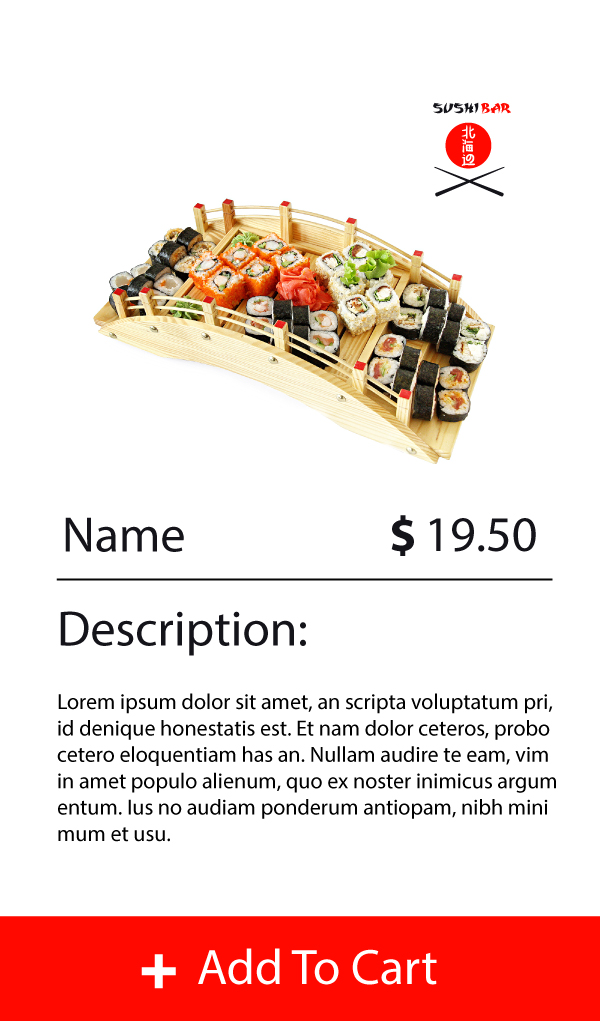 SUSHI BAR
北
海
道
Name
$ 19.50
Description:
Lorem ipsum dolor sit amet, an scripta voluptatum pri,
id denique honestatis est. Et nam dolor ceteros, probo
cetero eloquentiam has an. Nullam audire te eam, vim
in amet populo alienum, quo ex noster inimicus argum
entum. Ius no audiam ponderum antiopam, nibh mini
mum et usu.
+ Add To Cart